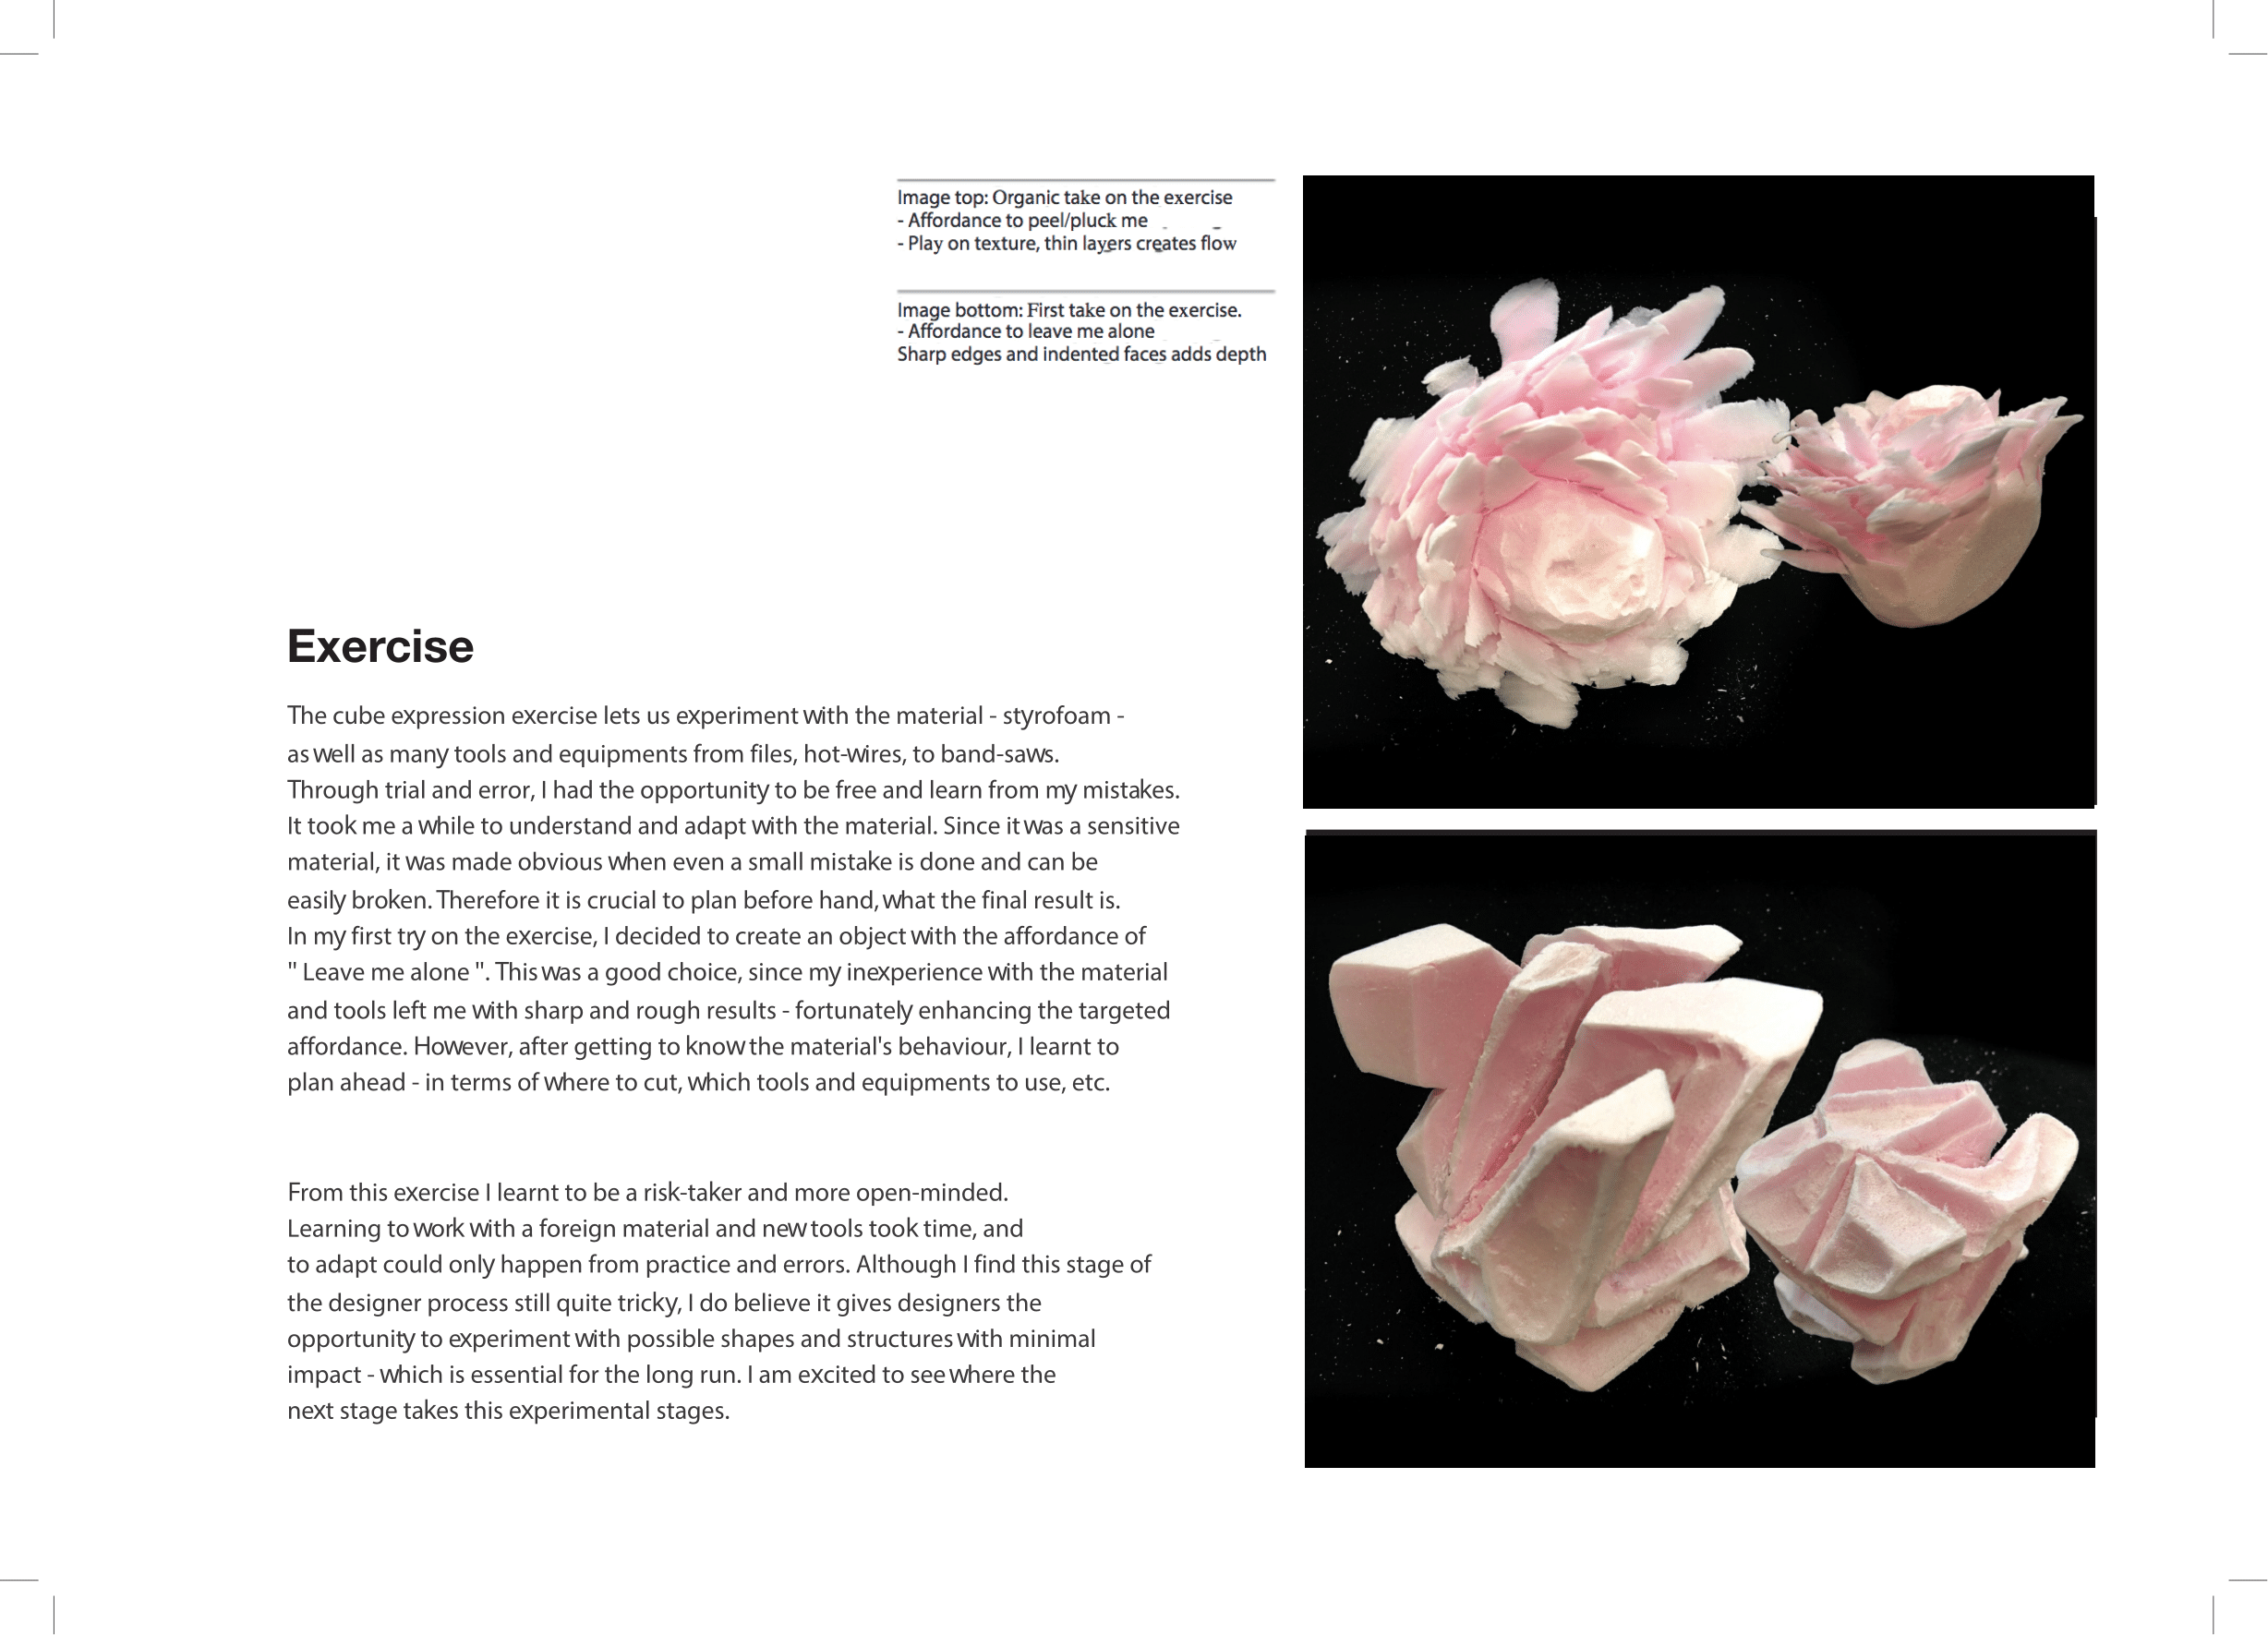 Image top: Organic take on the exercise
- Affordance to peel/pluck me
- Play on texture, thin layers creates flow
Image bottom: First take on the exercise.
- Affordance to leave me alone
Sharp edges and indented faces adds depth
Exercise
The cube expression exercise lets us experiment with the material - styrofoam -
as well as many tools and equipments from files, hot-wires, to band-saws.
Through trial and error, I had the opportunity to be free and learn from my mistakes.
It took me a while to understand and adapt with the material. Since it was a sensitive
material, it was made obvious when even a small mistake is done and can be
easily broken. Therefore it is crucial to plan before hand, what the final result is.
In my first try on the exercise, I decided to create an object with the affordance of
" Leave me alone ". This was a good choice, since my inexperience with the material
and tools left me with sharp and rough results - fortunately enhancing the targeted
affordance. However, after getting to know the material's behaviour, I learnt to
plan ahead - in terms of where to cut, which tools and equipments to use, etc.
From this exercise I learnt to be a risk-taker and more open-minded.
Learning to work with a foreign material and new tools took time, and
to adapt could only happen from practice and errors. Although I find this stage of
the designer process still quite tricky, I do believe it gives designers the
opportunity to experiment with possible shapes and structures with minimal
impact - which is essential for the long run. I am excited to see where the
next stage takes this experimental stages.